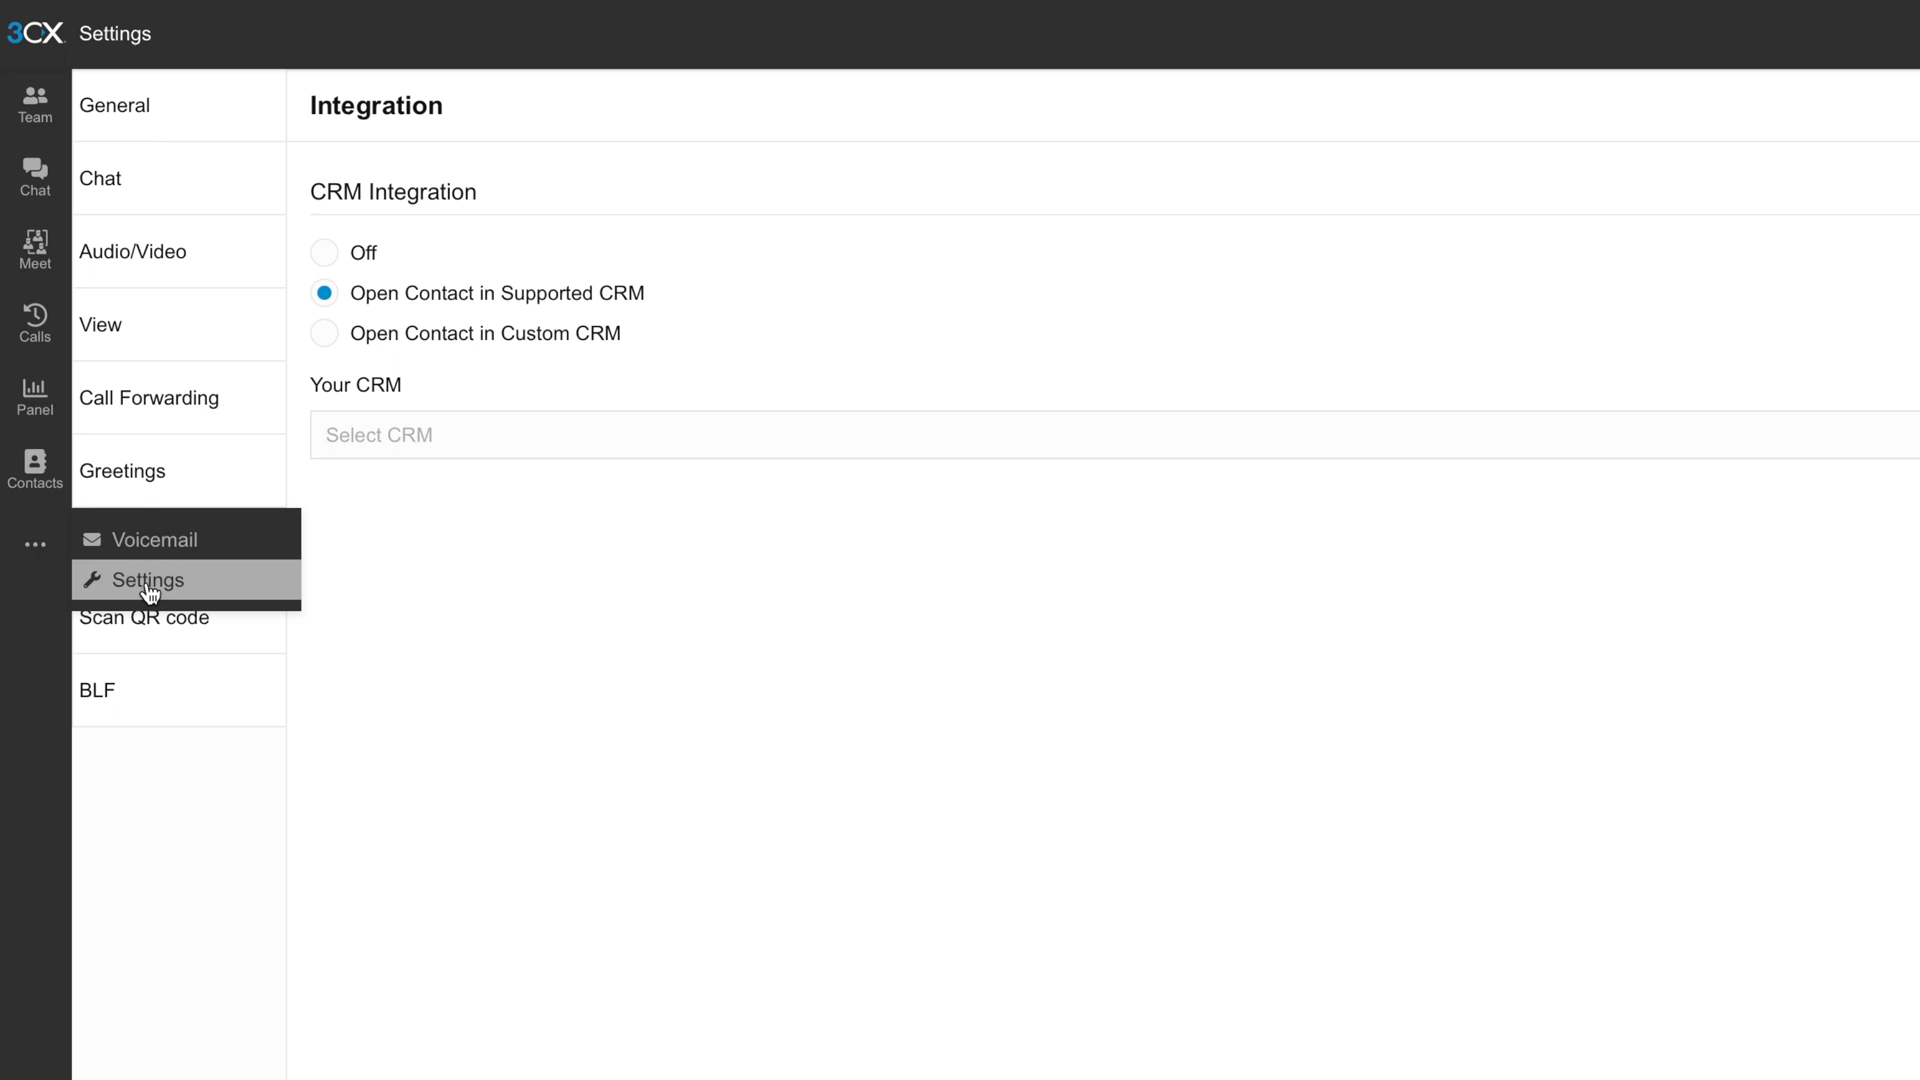 3CX Settings
Team
Chat
Meet
Calls
Panel
Contacts
General
Chat
Audio/Video
View
Call Forwarding
Greetings
Voicemail
Settings
Scan QR code
BLF
Integration
CRM Integration
Off
Open Contact in Supported CRM
Open Contact in Custom CRM
Your CRM
Select CRM